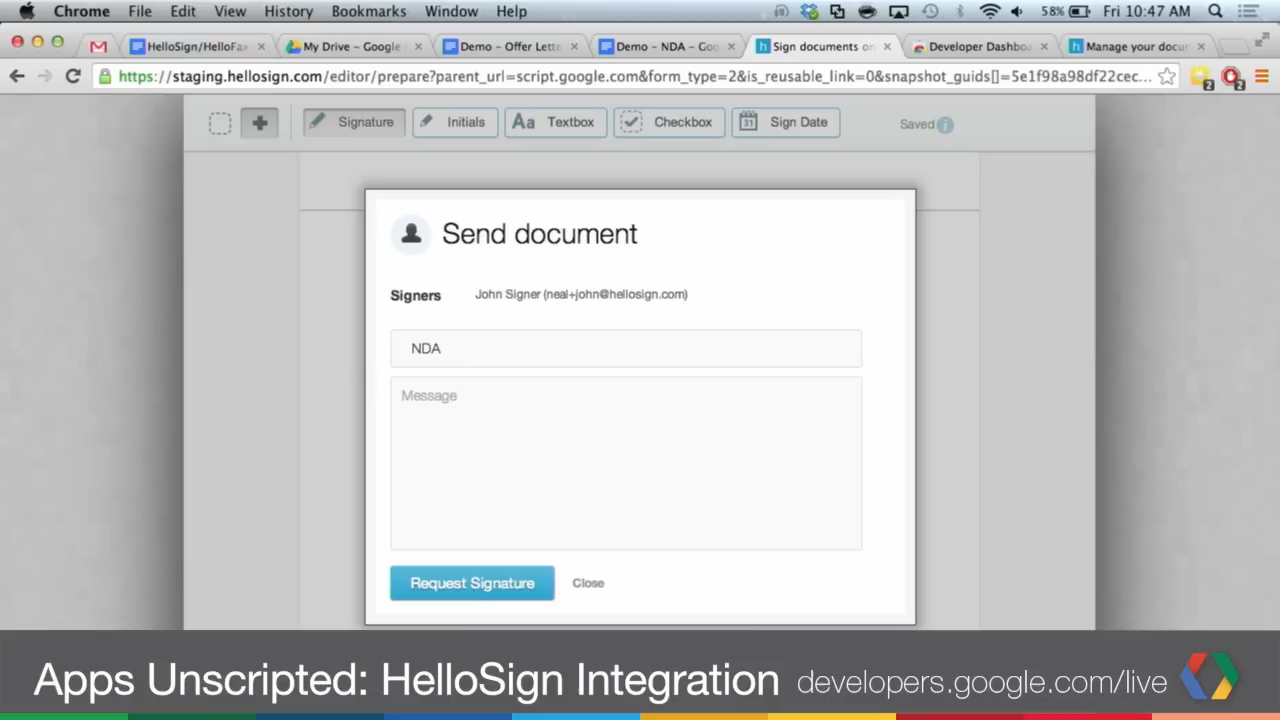 Chrome File Edit View History Bookmarks Window Help 58% Fri 10:47 AM
HelloSign/HelloFax My Drive – Google Demo – Offer Lette Demo – NDA – Goo Sign documents on Developer Dashboa Manage your docur
https://staging.hellosign.com/editor/prepare?parent_url=script.google.com&form_type=2&is_reusable_link=0&snapshot_guids[]=5e1f98a98df22cec... 2 2
Signature Initials Aa Textbox Checkbox 31 Sign Date Saved i
Send document
Signers John Signer (neal+john@hellosign.com)
NDA
Message
Request Signature Close
Apps Unscripted: HelloSign Integration developers.google.com/live